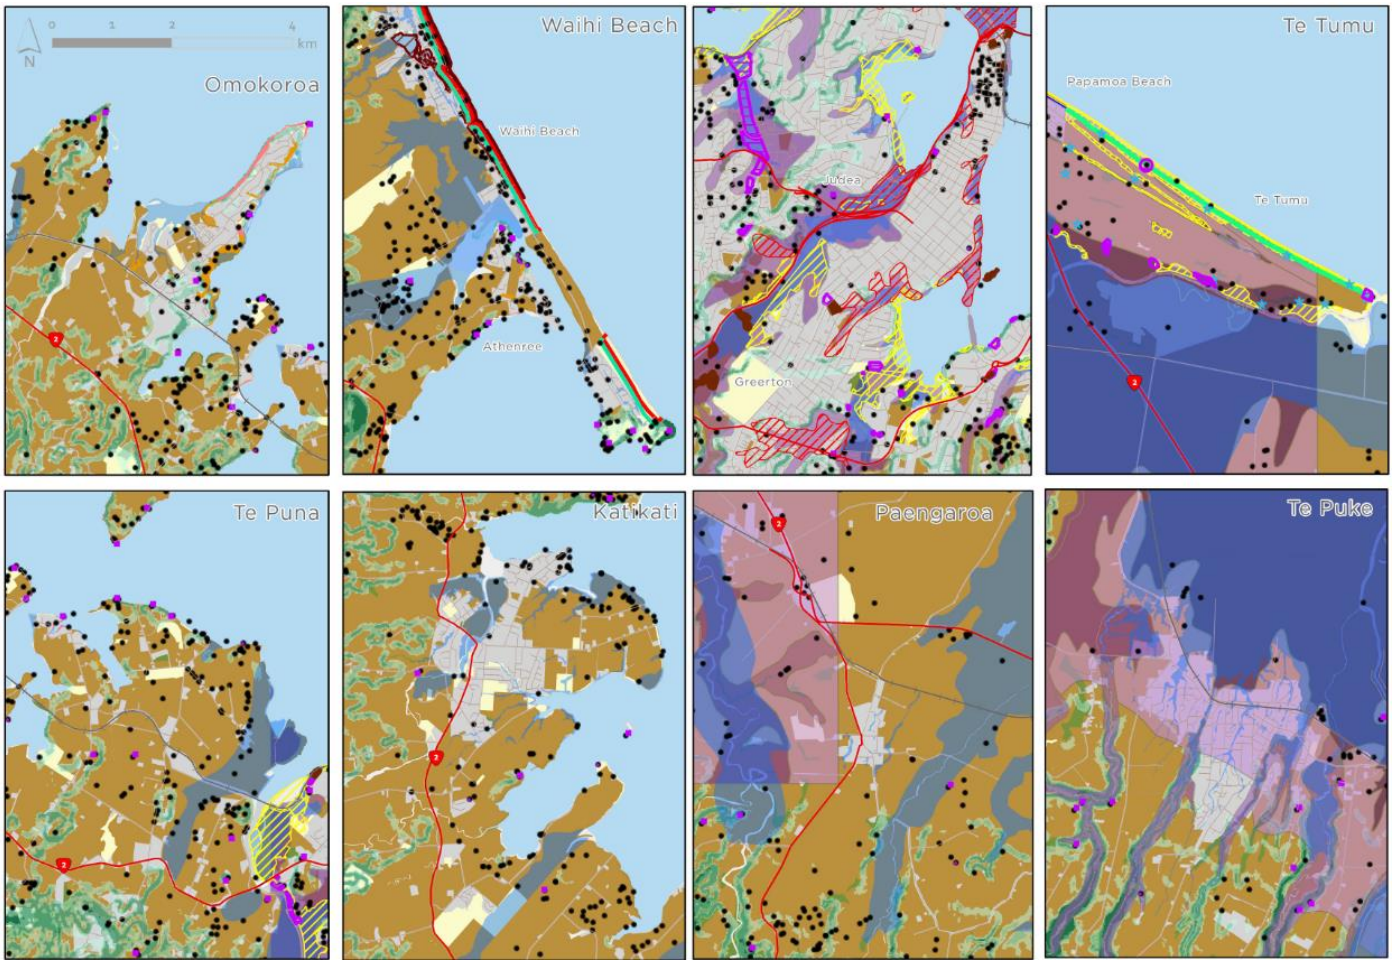 0 2 4
km
N
Omokoroa
2
Waihi Beach
Waihi Beach
Athenree
Judea
Greerton
Te Tumu
Papamoa Beach
Te Tumu
2
Te Puna
2
Katikati
2
Paengaroa
2
Te Puke